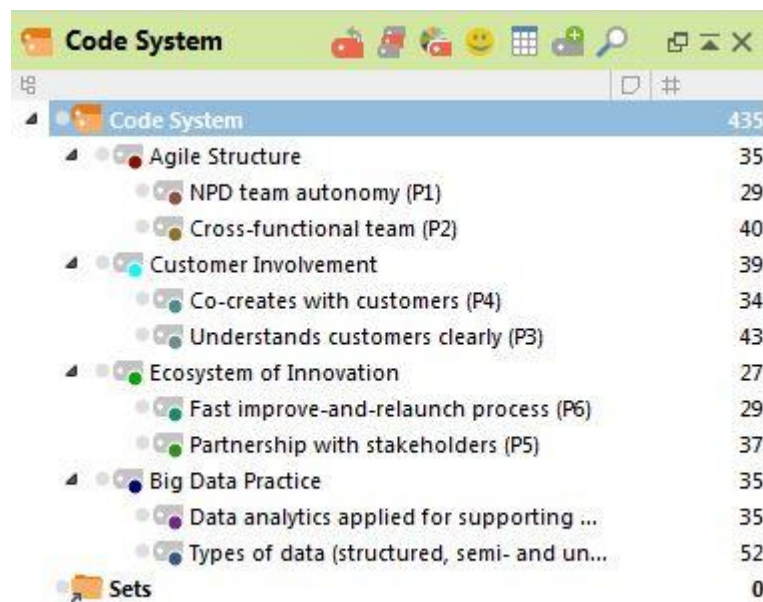 Code System
#
Code System 435
Agile Structure 35
NPD team autonomy (P1) 29
Cross-functional team (P2) 40
Customer Involvement 39
Co-creates with customers (P4) 34
Understands customers clearly (P3) 43
Ecosystem of Innovation 27
Fast improve-and-relaunch process (P6) 29
Partnership with stakeholders (P5) 37
Big Data Practice 35
Data analytics applied for supporting ... 35
Types of data (structured, semi- and un... 52
Sets 0